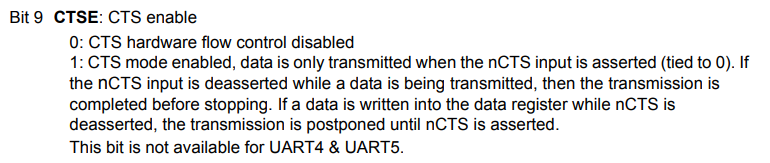 Bit 9 CTSE: CTS enable
0: CTS hardware flow control disabled
1: CTS mode enabled, data is only transmitted when the nCTS input is asserted (tied to 0). If
the nCTS input is deasserted while a data is being transmitted, then the transmission is
completed before stopping. If a data is written into the data register while nCTS is
deasserted, the transmission is postponed until nCTS is asserted.
This bit is not available for UART4 & UART5.